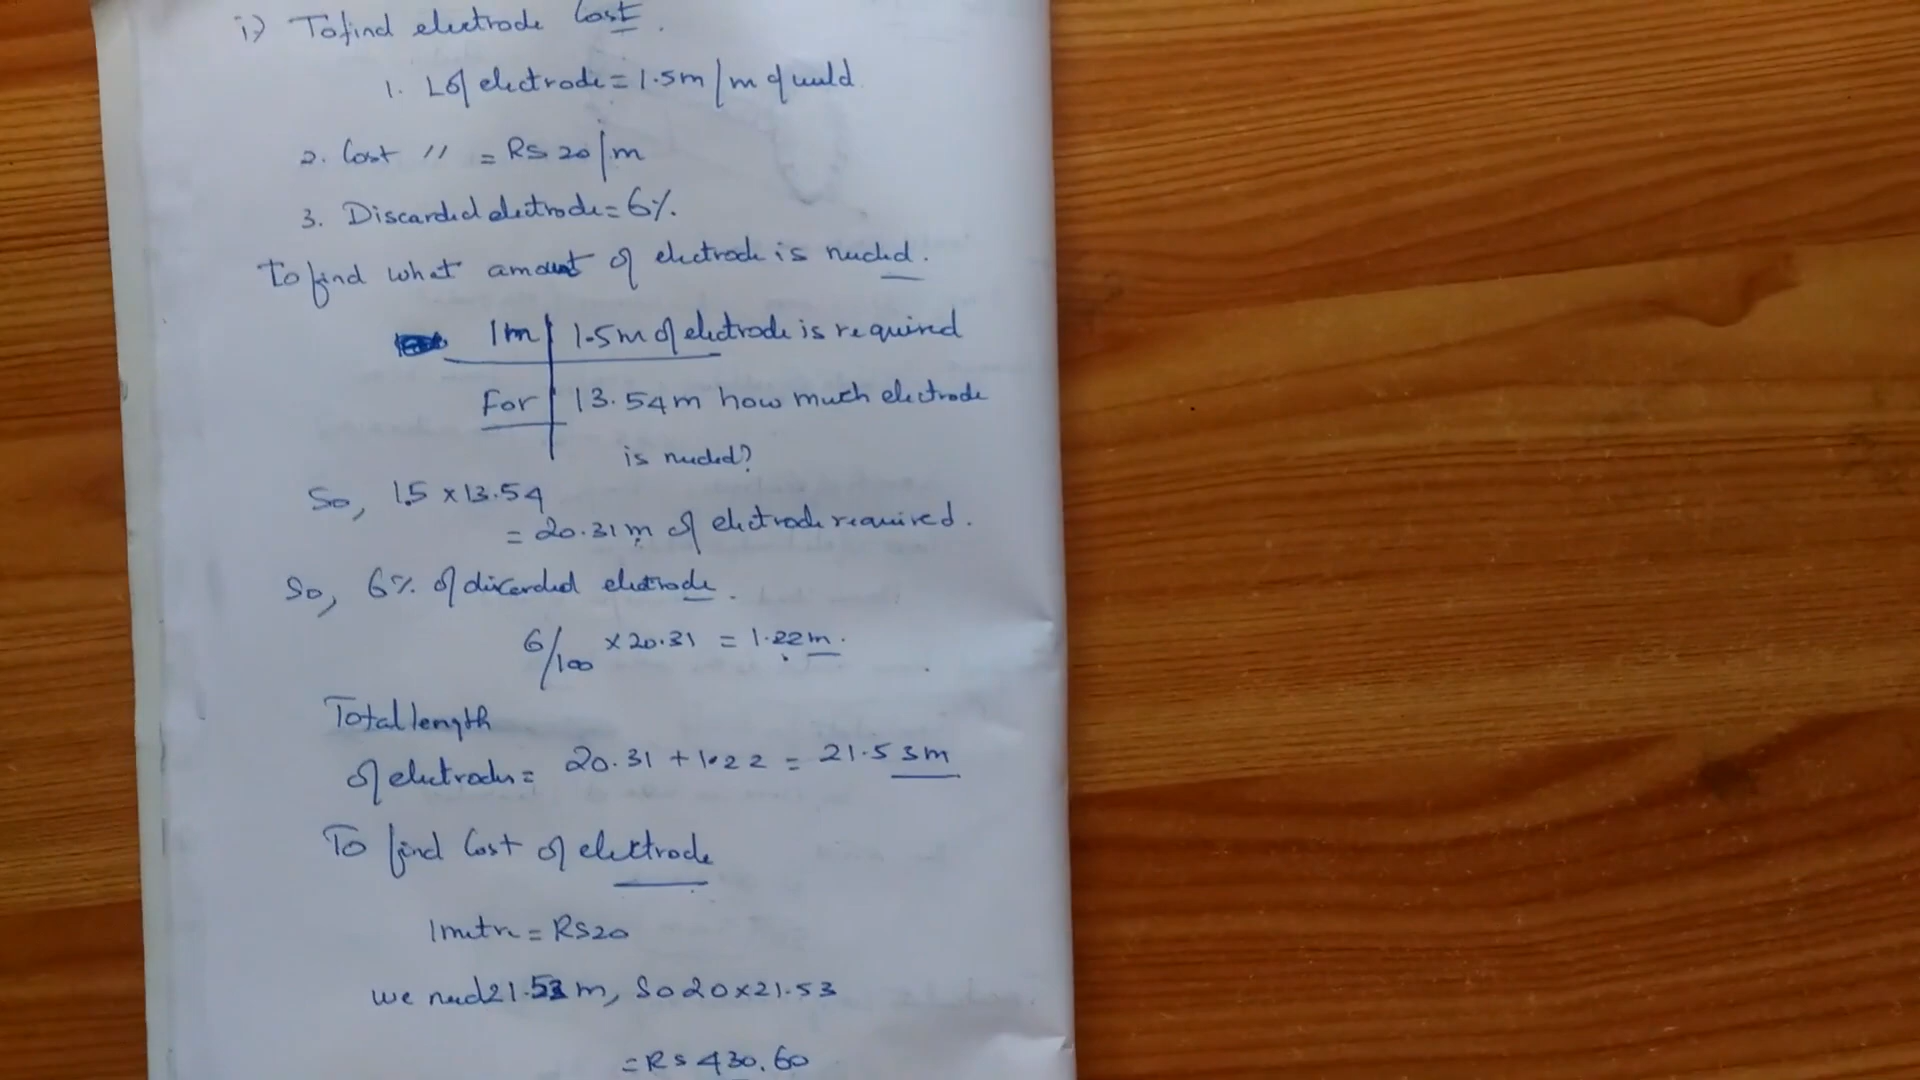 i) To find electrode Cost.
1. L of electrode = 1.5m/m of weld
2. Cost " = RS 20/m
3. Discarded electrode = 6%.
To find what amount of electrode is needed.
1m | 1.5m of electrode is required
For | 13.54m how much electrode
is needed?
So, 1.5 x 13.54
= 20.31 m of electrode required.
So, 6% of discarded electrode.
6/100 x 20.31 = 1.22m.
Total length
of electrodes = 20.31 + 1.22 = 21.53m
To find Cost of electrode
1 metre = RS20
we need 21.53 m, So 20x21.53
= RS 430.60